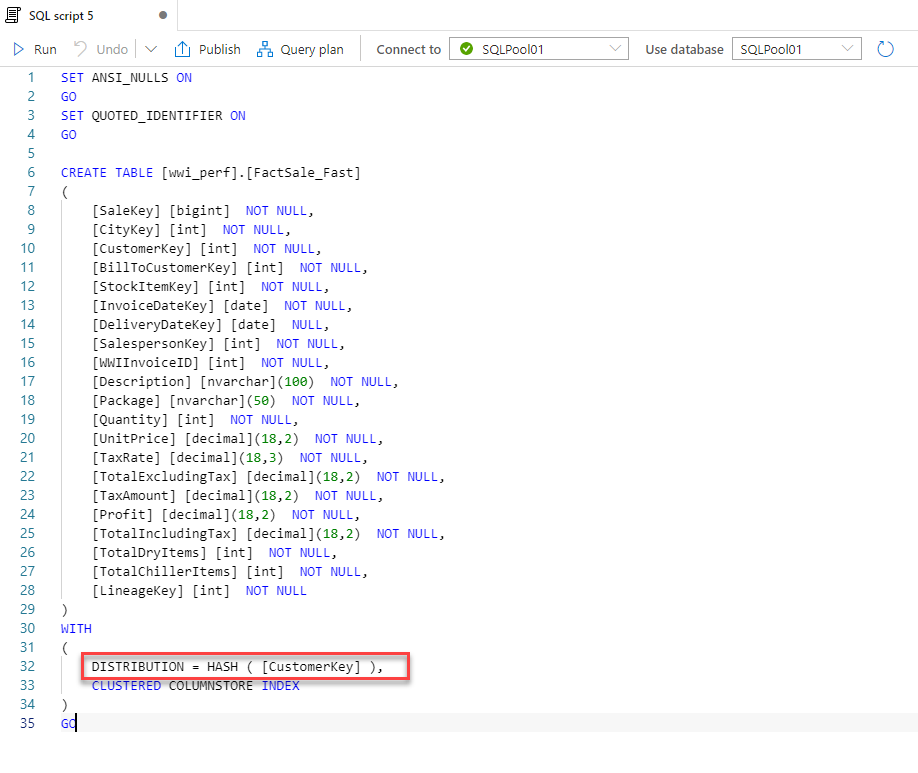 SQL script 5
Run Undo Publish Query plan Connect to SQLPool01 Use database SQLPool01
1 SET ANSI_NULLS ON
2 GO
3 SET QUOTED_IDENTIFIER ON
4 GO
5
6 CREATE TABLE [wwi_perf].[FactSale_Fast]
7 (
8 [SaleKey] [bigint]  NOT NULL,
9 [CityKey] [int]  NOT NULL,
10 [CustomerKey] [int]  NOT NULL,
11 [BillToCustomerKey] [int]  NOT NULL,
12 [StockItemKey] [int]  NOT NULL,
13 [InvoiceDateKey] [date]  NOT NULL,
14 [DeliveryDateKey] [date]  NULL,
15 [SalespersonKey] [int]  NOT NULL,
16 [WWIInvoiceID] [int]  NOT NULL,
17 [Description] [nvarchar](100)  NOT NULL,
18 [Package] [nvarchar](50)  NOT NULL,
19 [Quantity] [int]  NOT NULL,
20 [UnitPrice] [decimal](18,2)  NOT NULL,
21 [TaxRate] [decimal](18,3)  NOT NULL,
22 [TotalExcludingTax] [decimal](18,2)  NOT NULL,
23 [TaxAmount] [decimal](18,2)  NOT NULL,
24 [Profit] [decimal](18,2)  NOT NULL,
25 [TotalIncludingTax] [decimal](18,2)  NOT NULL,
26 [TotalDryItems] [int]  NOT NULL,
27 [TotalChillerItems] [int]  NOT NULL,
28 [LineageKey] [int]  NOT NULL
29 )
30 WITH
31 (
32 DISTRIBUTION = HASH ( [CustomerKey] ),
33 CLUSTERED COLUMNSTORE INDEX
34 )
35 GO